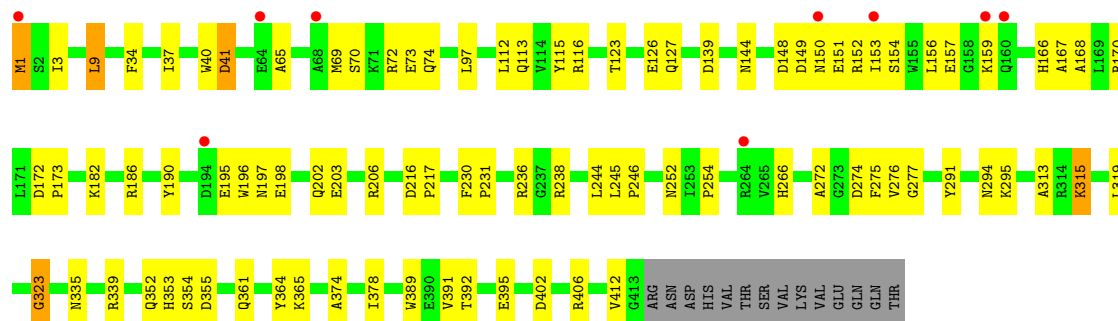 M1 S2 I3 L9 F34 I37 W40 D41 E64 A65 A68 M69 S70 K71 R72 E73 Q74 L97 L112 Q113 V114 Y115 R116 T123 E126 Q127 D139 N144 D148 D149 N150 E151 R152 I153 S154 W155 L156 E157 G158 K159 Q160 H166 A167 A168 L169 R170
L171 D172 P173 K182 R186 Y190 D194 E195 W196 N197 E198 Q202 E203 R206 D216 P217 F230 P231 R236 G237 R238 L244 L245 P246 N252 I253 P254 R264 V265 H266 A272 G273 D274 F275 V276 G277 Y291 N294 K295 A313 R314 K315 I319
G323 N335 R339 Q352 H353 S354 D355 Q361 Y364 K365 A374 I378 W389 E390 V391 T392 E395 D402 R406 V412 G413 ARG ASN ASP HIS VAL THR SER VAL LYS VAL GLU GLN GLN THR